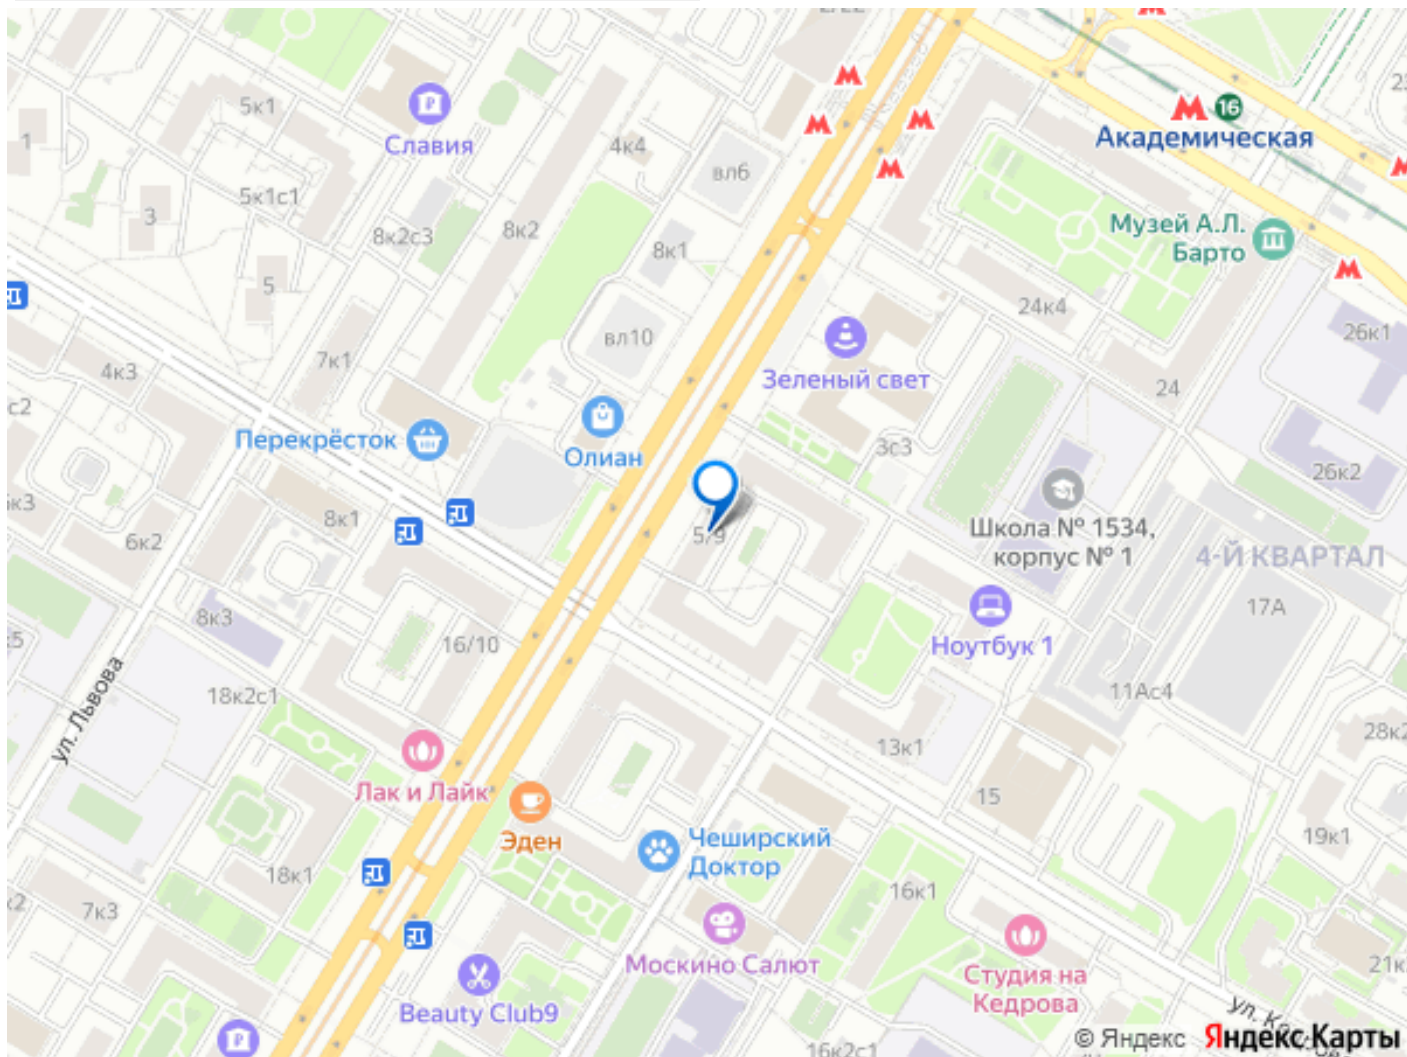 5к1
Славия
4к4
вл6
16
Академическая
1
5к1с1
3
8к2с3
8к2
8к1
Музей А.Л.
Барто
5
24к4
26к1
вл10
7к1
4к3
Зеленый свет
24
с2
Перекрёсток
Олиан
3с3
26к2
8к1
5/9
Школа № 1534,
корпус № 1
4-Й КВАРТАЛ
6к2
17А
8к3
16/10
Ноутбук 1
18к2с1
11Ас4
ул. Львова
13к1
28к2
Лак и Лайк
15
Эден
Чеширский
Доктор
19к1
18к1
16к1
7к3
Москино Салют
Студия на
Кедрова
Beauty Club9
16к2с1
© Яндекс
Яндекс Карты